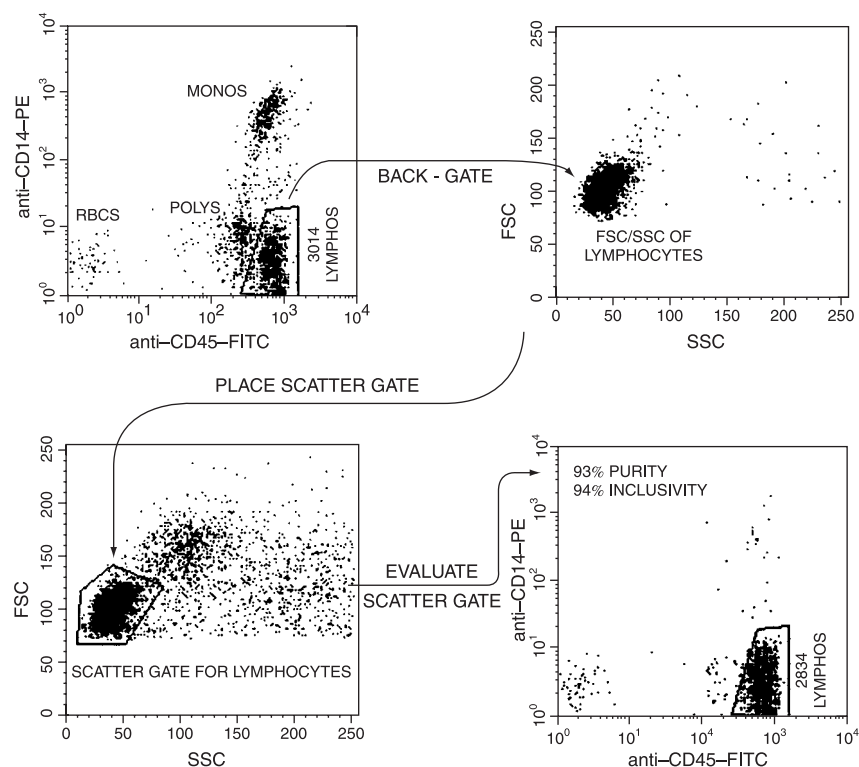 10⁴
10³
10²
10¹
10⁰
anti–CD14–PE
MONOS
RBCS
POLYS
3014
LYMPHOS
10⁰ 10¹ 10² 10³ 10⁴
anti–CD45–FITC
BACK - GATE
250
200
150
100
50
0
FSC
FSC/SSC OF
LYMPHOCYTES
0 50 100 150 200 250
SSC
PLACE SCATTER GATE
250
200
150
100
50
0
FSC
SCATTER GATE FOR LYMPHOCYTES
0 50 100 150 200 250
SSC
EVALUATE
SCATTER GATE
10⁴
10³
10²
10¹
10⁰
anti–CD14–PE
93% PURITY
94% INCLUSIVITY
2834
LYMPHOS
10⁰ 10¹ 10⁴ 10³ 10⁴
anti–CD45–FITC